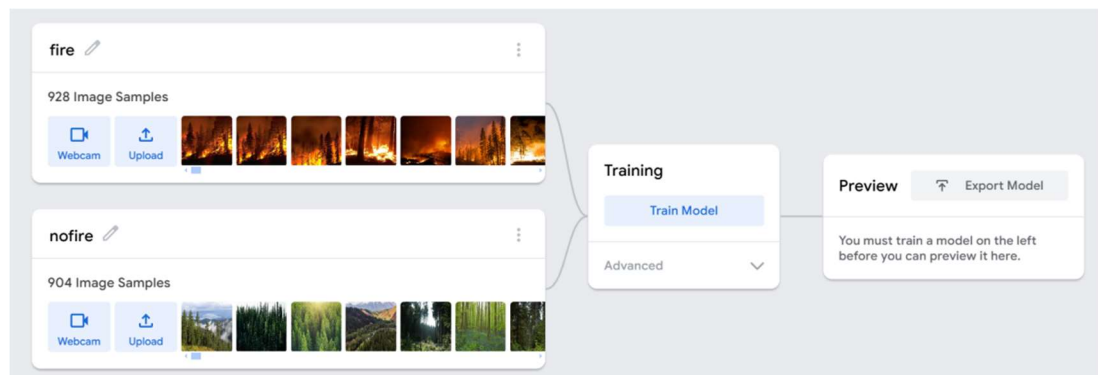 fire
928 Image Samples
Webcam
Upload
nofire
904 Image Samples
Webcam
Upload
Training
Train Model
Advanced
Preview
Export Model
You must train a model on the left
before you can preview it here.